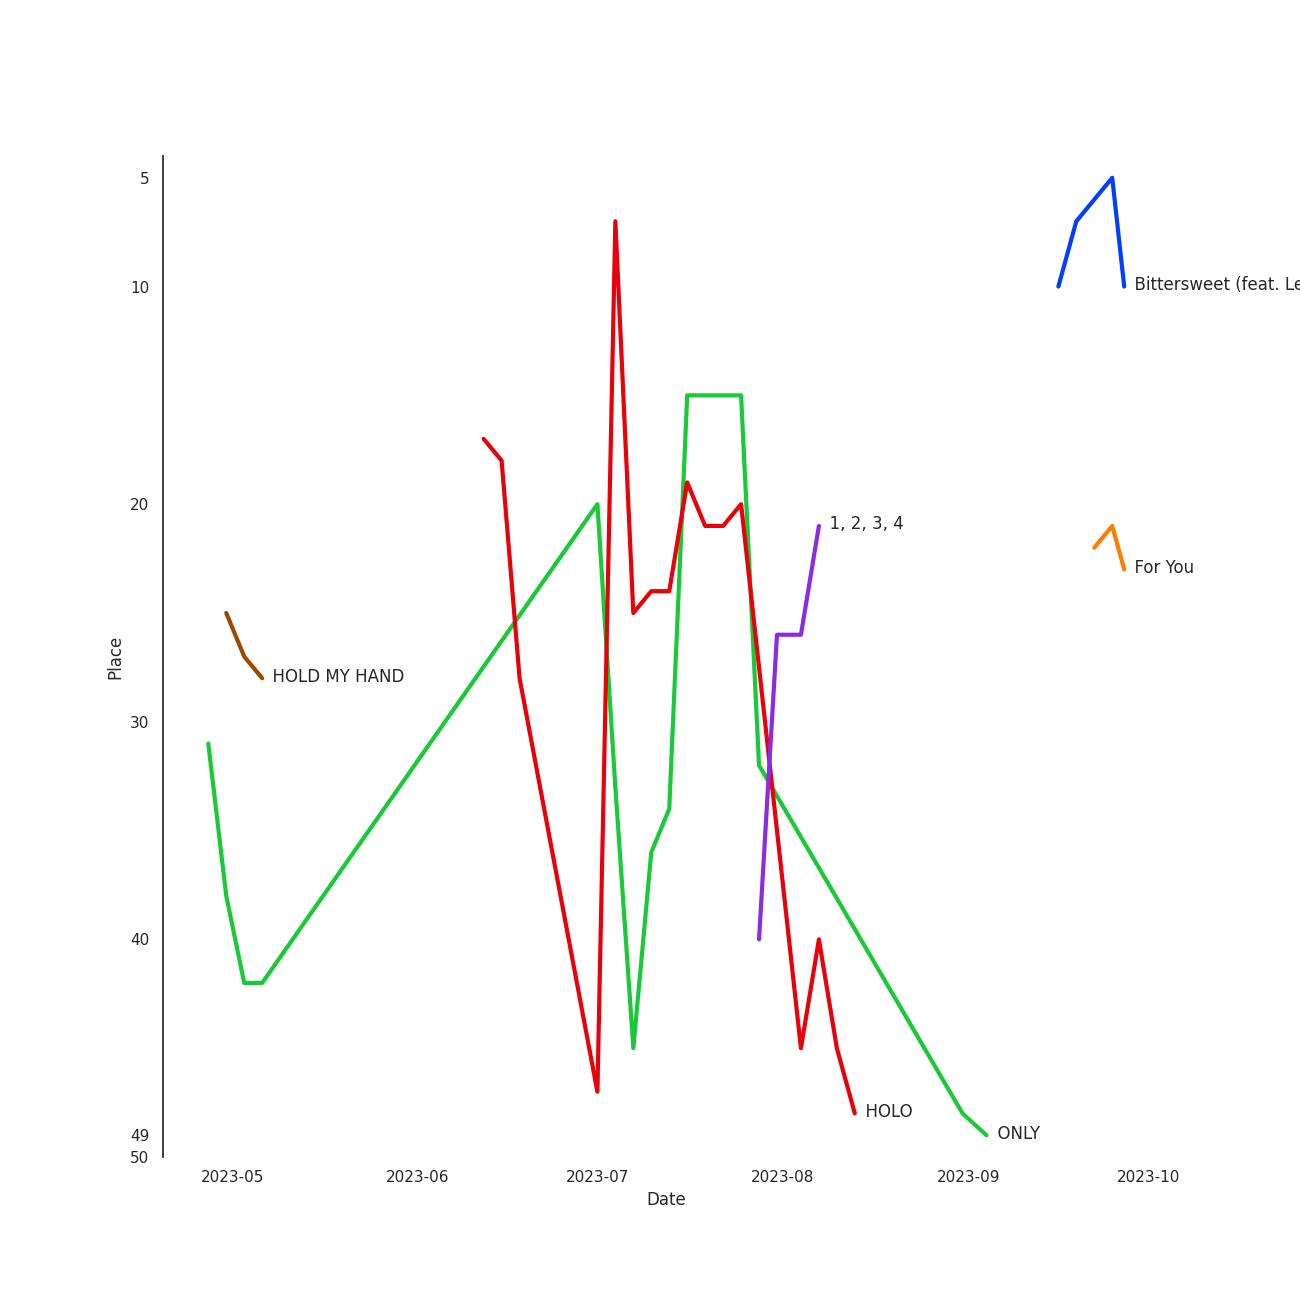 5
10
Bittersweet (feat. Le
20
1, 2, 3, 4
For You
HOLD MY HAND
Place
30
40
HOLO
49
ONLY
50
2023-05 2023-06 2023-07 2023-08 2023-09 2023-10
Date